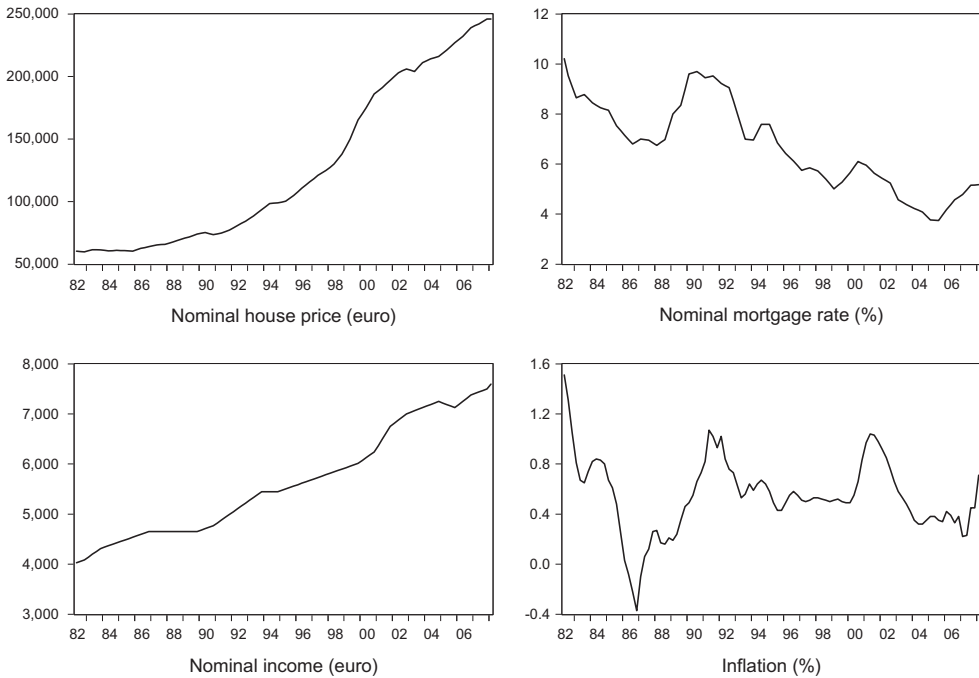 250,000
200,000
150,000
100,000
50,000
82 84 86 88 90 92 94 96 98 00 02 04 06
Nominal house price (euro)
12
10
8
6
4
2
82 84 86 88 90 92 94 96 98 00 02 04 06
Nominal mortgage rate (%)
8,000
7,000
6,000
5,000
4,000
3,000
82 84 86 88 90 92 94 96 98 00 02 04 06
Nominal income (euro)
1.6
1.2
0.8
0.4
0.0
-0.4
82 84 86 88 90 92 94 96 98 00 02 04 06
Inflation (%)